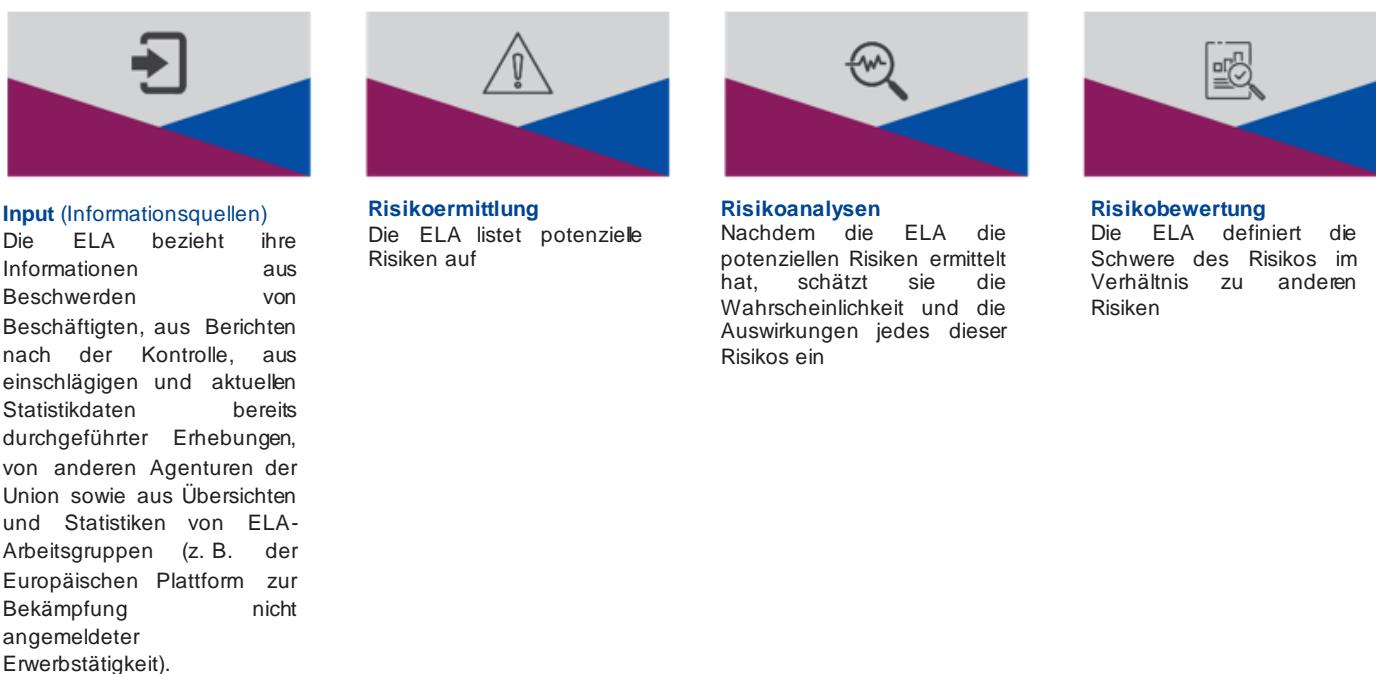 Input (Informationsquellen)
Die ELA bezieht ihre
Informationen aus
Beschwerden von
Beschäftigten, aus Berichten
nach der Kontrolle, aus
einschlägigen und aktuellen
Statistikdaten bereits
durchgeführter Erhebungen,
von anderen Agenturen der
Union sowie aus Übersichten
und Statistiken von ELA-
Arbeitsgruppen (z. B. der
Europäischen Plattform zur
Bekämpfung nicht
angemeldeter
Erwerbstätigkeit).
Risikoermittlung
Die ELA listet potenzielle
Risiken auf
Risikoanalysen
Nachdem die ELA die
potenziellen Risiken ermittelt
hat, schätzt sie die
Wahrscheinlichkeit und die
Auswirkungen jedes dieser
Risikos ein
Risikobewertung
Die ELA definiert die
Schwere des Risikos im
Verhältnis zu anderen
Risiken